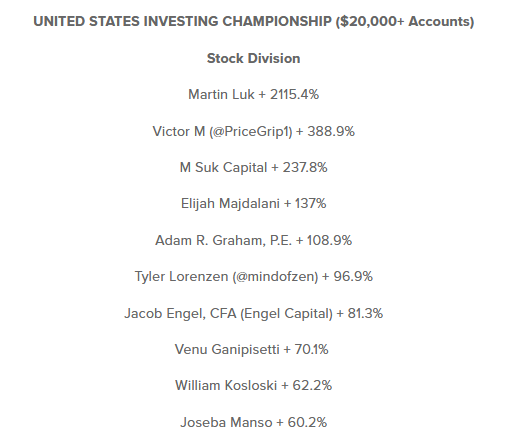 UNITED STATES INVESTING CHAMPIONSHIP ($20,000+ Accounts)
Stock Division
Martin Luk + 2115.4%
Victor M (@PriceGrip1) + 388.9%
M Suk Capital + 237.8%
Elijah Majdalani + 137%
Adam R. Graham, P.E. + 108.9%
Tyler Lorenzen (@mindofzen) + 96.9%
Jacob Engel, CFA (Engel Capital) + 81.3%
Venu Ganipisetti + 70.1%
William Kosloski + 62.2%
Joseba Manso + 60.2%